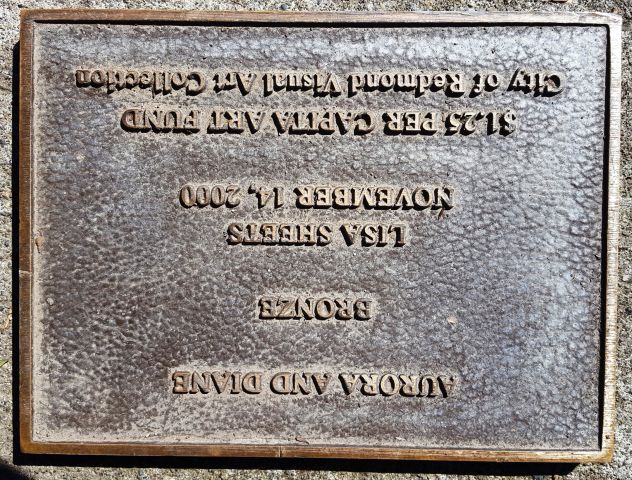 AURORA AND DIANE
BRONZE
LISA SHEETS
NOVEMBER 14, 2000
$1.25 PER CAPITA ART FUND
City of Redmond Visual Art Collection